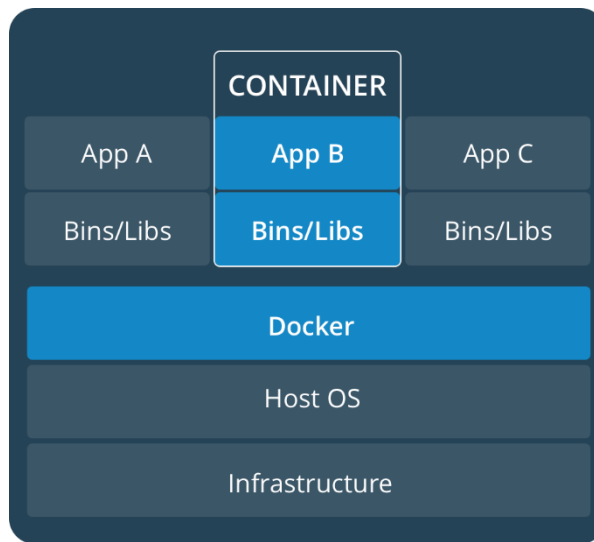 CONTAINER
App A
App B
App C
Bins/Libs
Bins/Libs
Bins/Libs
Docker
Host OS
Infrastructure